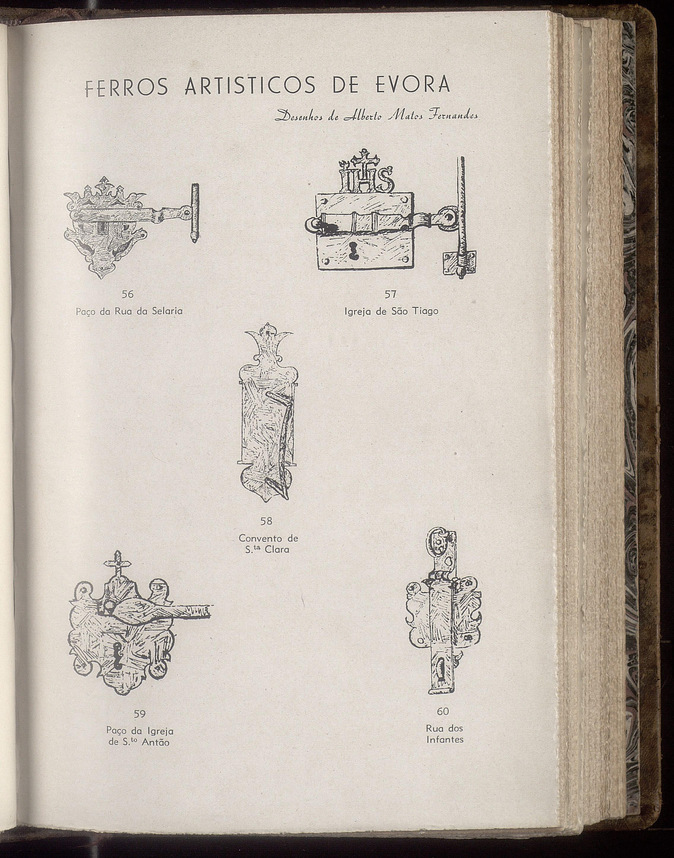 FERROS ARTISTICOS DE EVORA
Desenhos de Alberto Matos Fernandes
IHS
56
Paço da Rua da Selaria
57
Igreja de São Tiago
58
Convento de
S.ta Clara
59
Paço da Igreja
de S.to Antão
60
Rua dos
Infantes